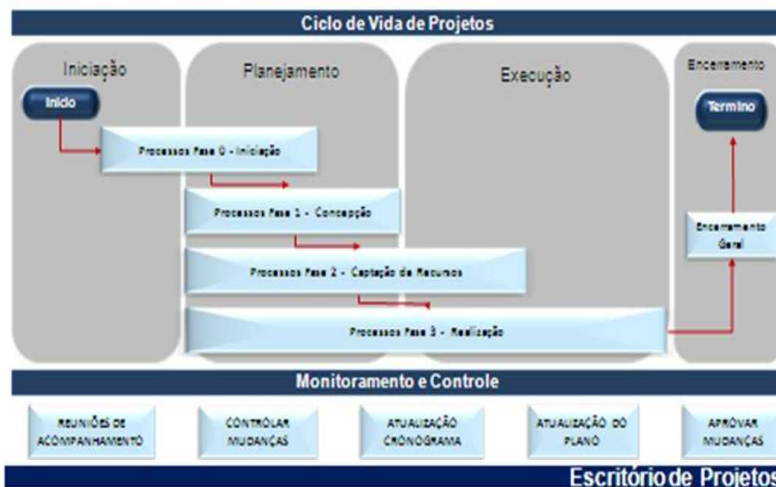 Ciclo de Vida de Projetos
Iniciação
Planejamento
Execução
Encerramento
Início
Termino
Processos Fase 0 - Iniciação
Processos Fase 1 - Concepção
Encerramento
Geral
Processos Fase 2 - Captação de Recursos
Processos Fase 3 - Realização
Monitoramento e Controle
REUNIÕES DE
ACOMPANHAMENTO
CONTROLAR
MUDANÇAS
ATUALIZAÇÃO
CRONOGRAMA
ATUALIZAÇÃO DO
PLANO
APROVAR
MUDANÇAS
Escritório de Projetos